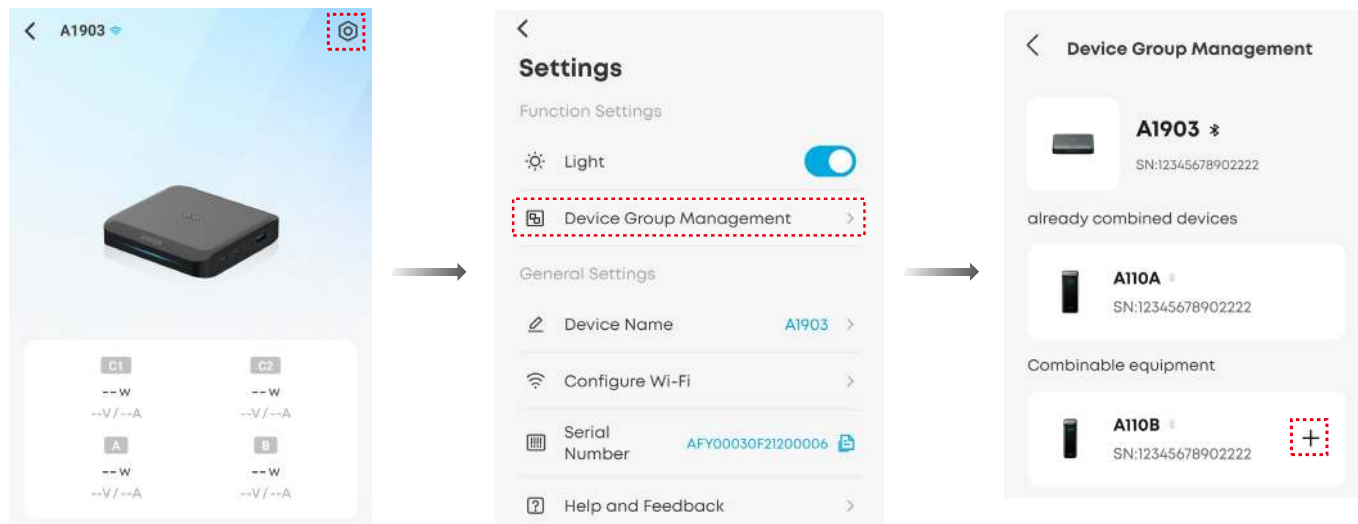 A1903
C1
C2
--W
--W
--V/--A
--V/--A
A
B
--W
--W
--V/--A
--V/--A
Settings
Function Settings
Light
Device Group Management
General Settings
Device Name
A1903
Configure Wi-Fi
Serial
Number
AFY00030F21200006
Help and Feedback
Device Group Management
A1903
SN:12345678902222
already combined devices
A110A
SN:12345678902222
Combinable equipment
A110B
SN:12345678902222